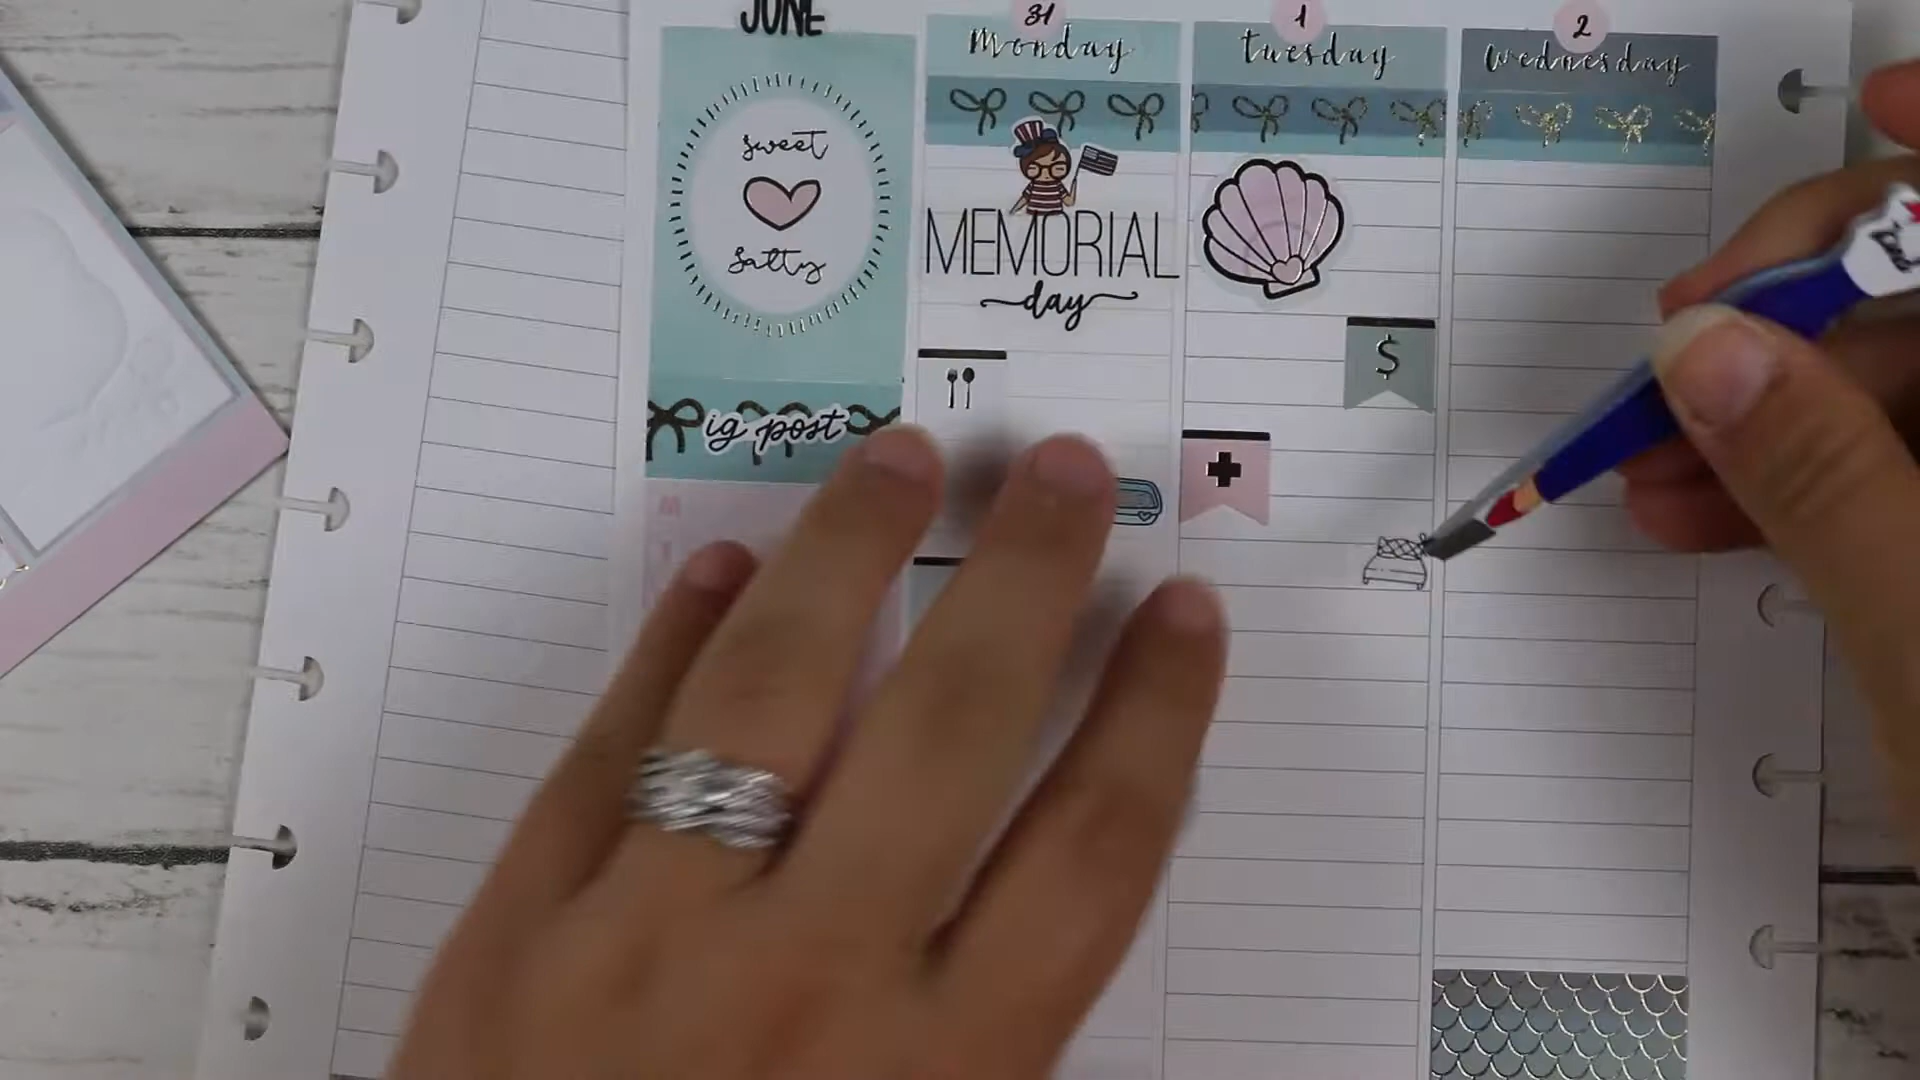 JUNE
31
1
2
Monday
tuesday
wednesday
sweet
salty
MEMORIAL
day
$
ig post
M